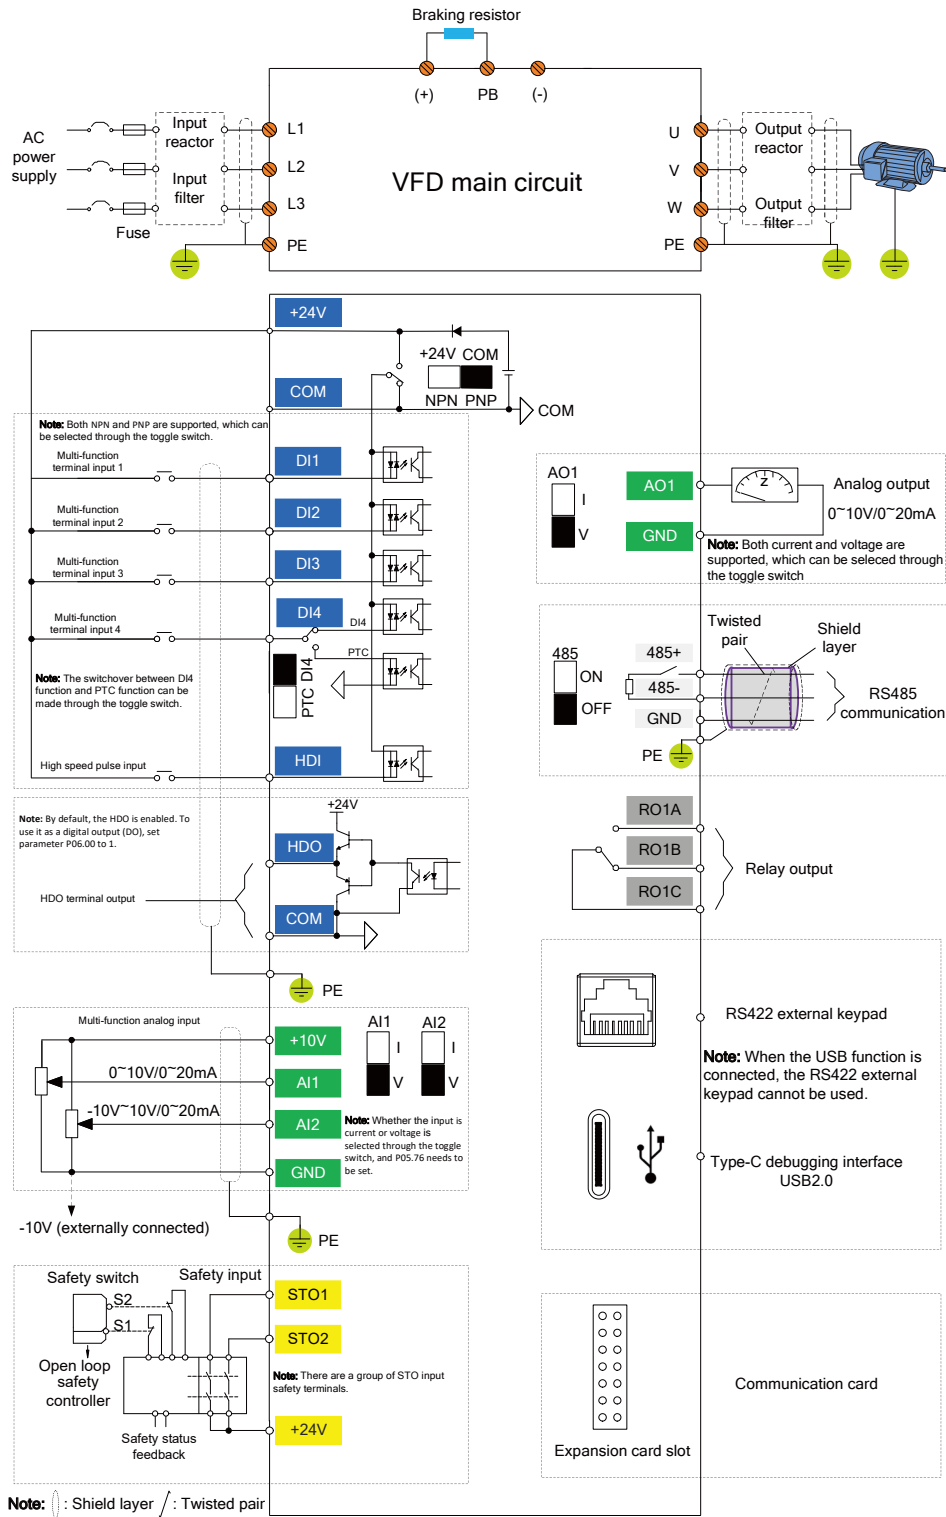 Braking resistor
(+)
PB
(-)
AC
power
supply
Input
reactor
Input
filter
Fuse
L1
L2
L3
PE
VFD main circuit
U
V
W
PE
Output
reactor
Output
filter
+24V
COM
+24V COM
NPN PNP
COM
Note: Both NPN and PNP are supported, which can
be selected through the toggle switch.
Multi-function
terminal input 1
DI1
Multi-function
terminal input 2
DI2
Multi-function
terminal input 3
DI3
Multi-function
terminal input 4
DI4
DI4
PTC
PTC DI4
Note: The switchover between DI4
function and PTC function can be
made through the toggle switch.
High speed pulse input
HDI
AO1
I
V
AO1
GND
Z
Analog output
0~10V/0~20mA
Note: Both current and voltage are
supported, which can be seleced through
the toggle switch
485
ON
OFF
485+
485-
GND
PE
Twisted
pair
Shield
layer
RS485
communication
Note: By default, the HDO is enabled. To
use it as a digital output (DO), set
parameter P06.00 to 1.
HDO terminal output
+24V
HDO
COM
PE
RO1A
RO1B
RO1C
Relay output
Multi-function analog input
+10V
0~10V/0~20mA
AI1
-10V~10V/0~20mA
AI2
GND
AI1
I
V
AI2
I
V
Note: Whether the input is
current or voltage is
selected through the toggle
switch, and P05.76 needs to
be set.
-10V (externally connected)
PE
RS422 external keypad
Note: When the USB function is
connected, the RS422 external
keypad cannot be used.
Type-C debugging interface
USB2.0
Safety switch
Safety input
S2
S1
Open loop
safety
controller
Safety status
feedback
STO1
STO2
Note: There are a group of STO input
safety terminals.
+24V
Communication card
Expansion card slot
Note: : Shield layer : Twisted pair